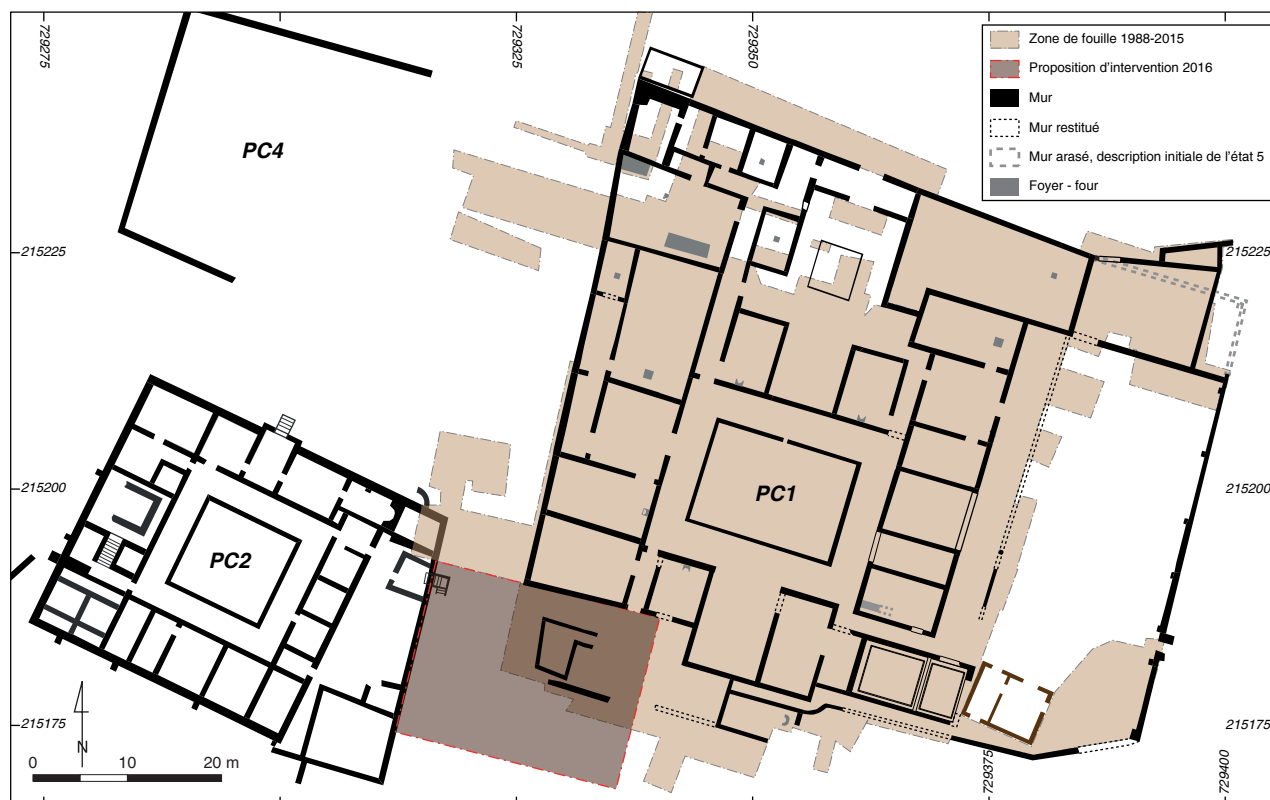 729275
729325
729350
Zone de fouille 1988-2015
Proposition d'intervention 2016
Mur
Mur restitué
Mur arasé, description initiale de l'état 5
Foyer - four
PC4
215225
215225
215200
PC1
215200
PC2
215175
215175
N
0 10 20 m
729375
729400